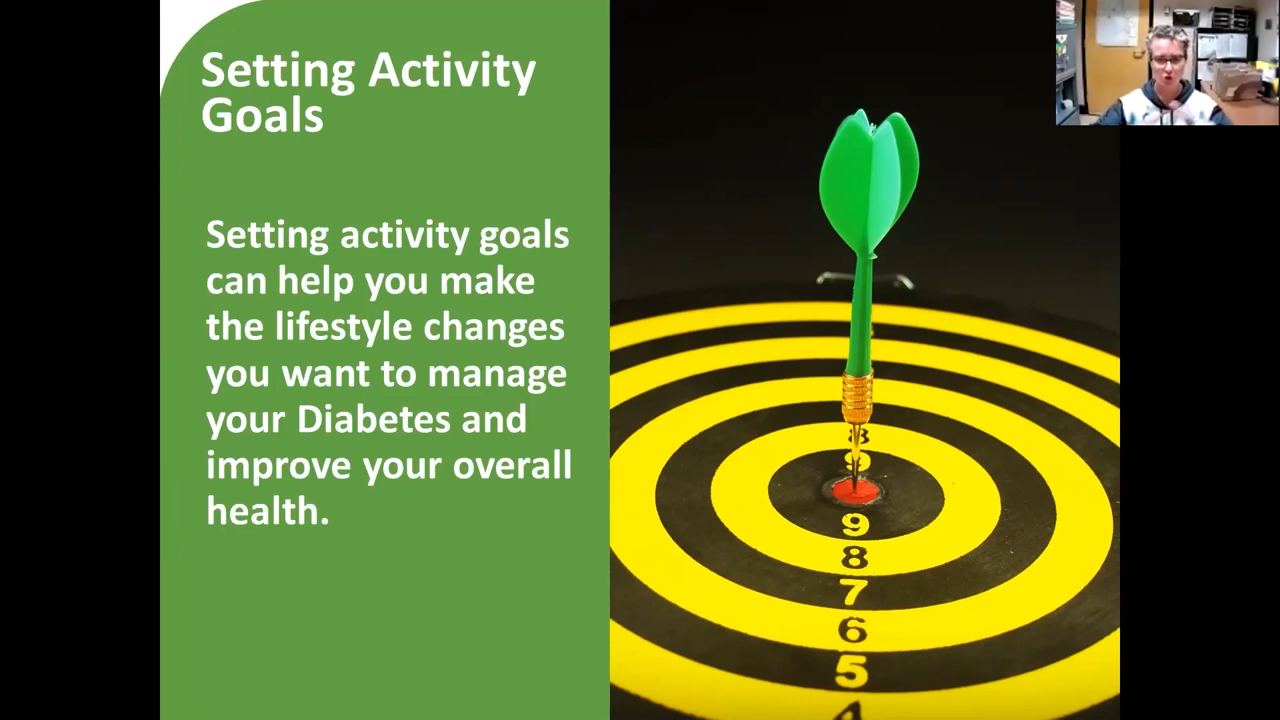 Setting Activity
Goals
Setting activity goals
can help you make
the lifestyle changes
you want to manage
your Diabetes and
improve your overall
health.
8
9
9
8
7
6
5
4